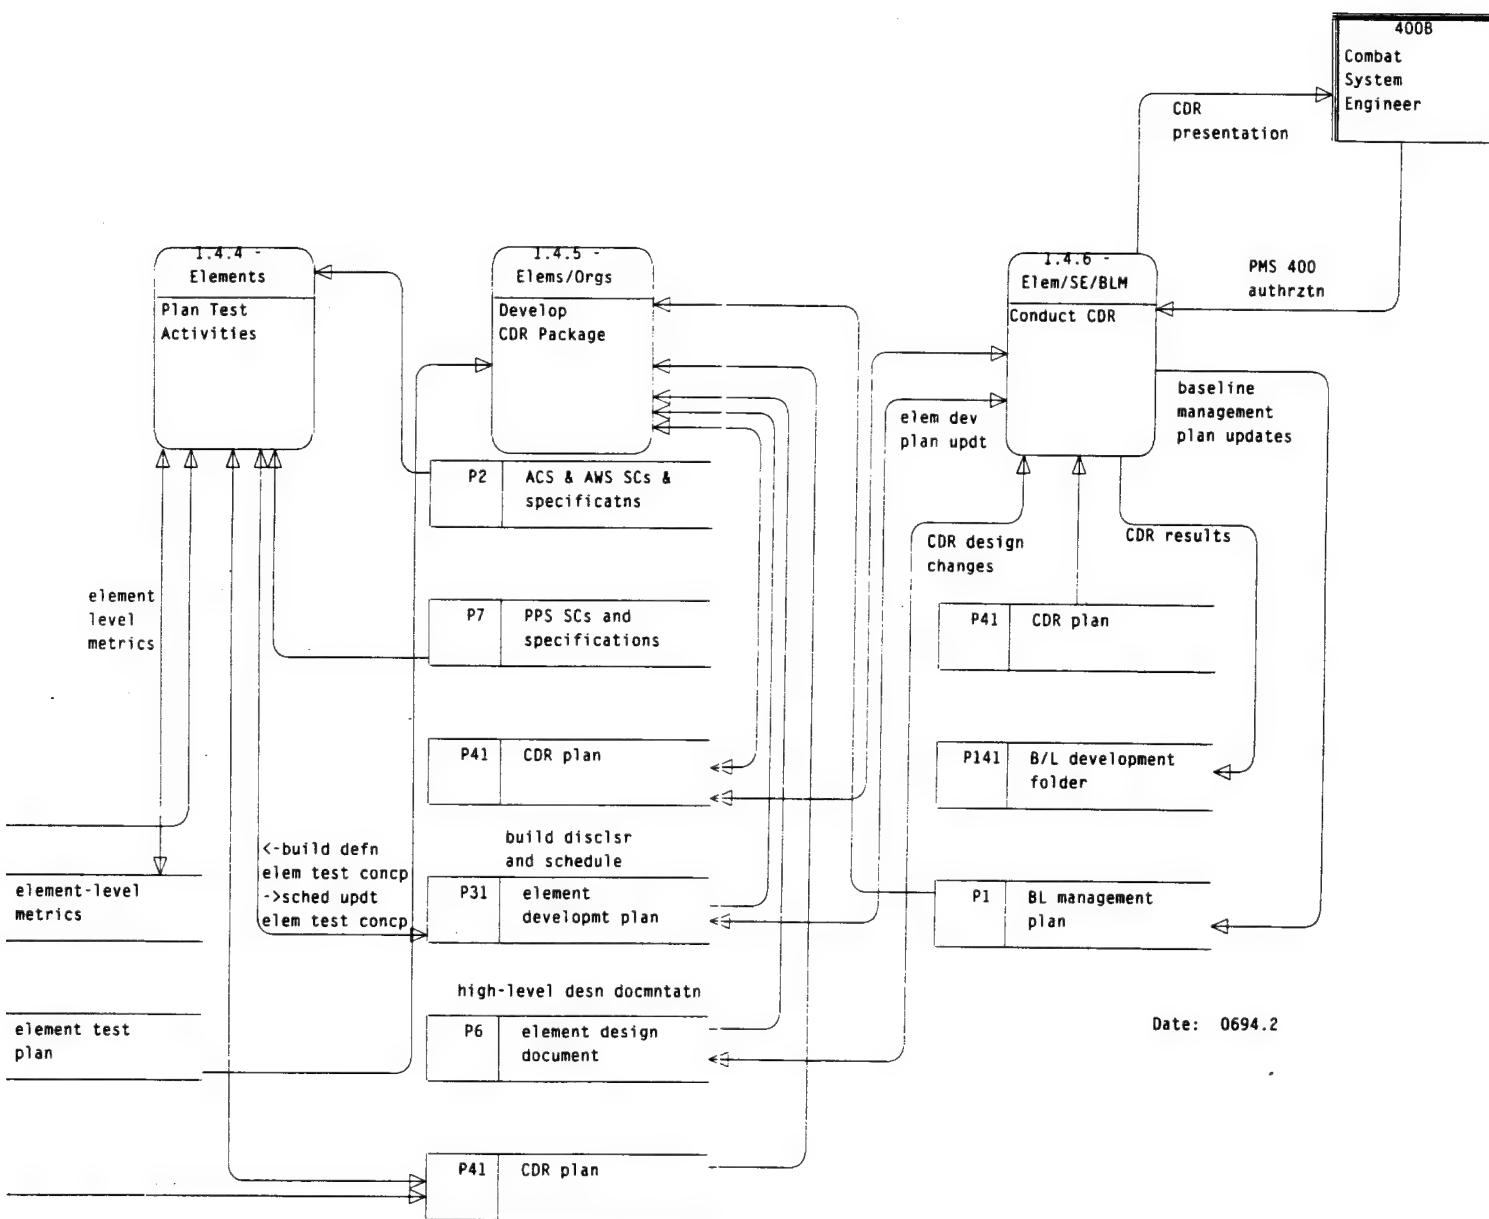 400B
Combat
System
Engineer
CDR
presentation
PMS 400
authrztn
1.4.4 -
Elements
Plan Test
Activities
1.4.5 -
Elems/Orgs
Develop
CDR Package
1.4.6 -
Elem/SE/BLM
Conduct CDR
elem dev
plan updt
baseline
management
plan updates
P2 ACS & AWS SCs &
specificatns
CDR design
changes
CDR results
element
level
metrics
P7 PPS SCs and
specifications
P41 CDR plan
P41 CDR plan
P141 B/L development
folder
build disclsr
and schedule
<-build defn
elem test concp
->sched updt
elem test concp
element-level
metrics
P31 element
developmt plan
P1 BL management
plan
high-level desn docmntatn
element test
plan
P6 element design
document
Date: 0694.2
P41 CDR plan